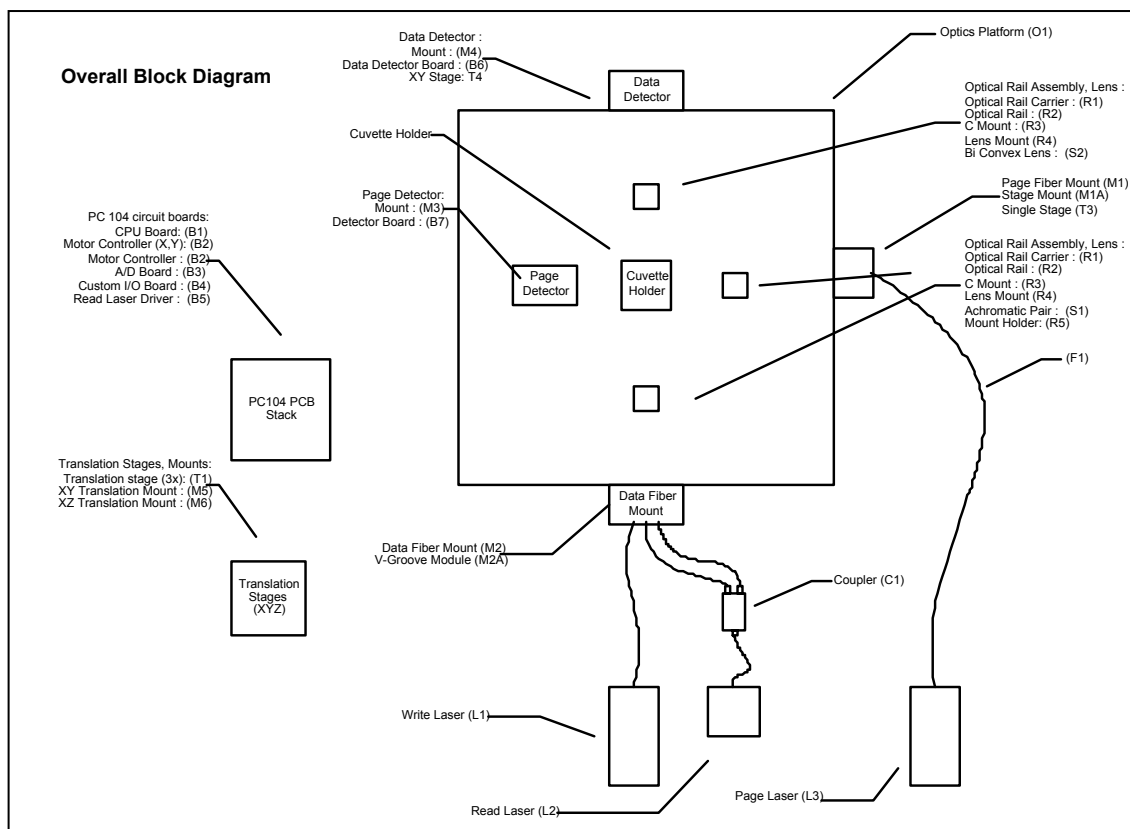 Overall Block Diagram
Data Detector :
Mount : (M4)
Data Detector Board : (B6)
XY Stage: T4
Data
Detector
Optics Platform (O1)
Optical Rail Assembly, Lens :
Optical Rail Carrier : (R1)
Optical Rail : (R2)
C Mount : (R3)
Lens Mount (R4)
Bi Convex Lens : (S2)
Cuvette Holder
Page Detector:
Mount : (M3)
Detector Board : (B7)
Page Fiber Mount (M1)
Stage Mount (M1A)
Single Stage (T3)
PC 104 circuit boards:
CPU Board: (B1)
Motor Controller (X,Y): (B2)
Motor Controller : (B2)
A/D Board : (B3)
Custom I/O Board : (B4)
Read Laser Driver : (B5)
Page
Detector
Cuvette
Holder
Optical Rail Assembly, Lens :
Optical Rail Carrier : (R1)
Optical Rail : (R2)
C Mount : (R3)
Lens Mount (R4)
Achromatic Pair : (S1)
Mount Holder: (R5)
(F1)
PC104 PCB
Stack
Translation Stages, Mounts:
Translation stage (3x): (T1)
XY Translation Mount : (M5)
XZ Translation Mount : (M6)
Data Fiber
Mount
Data Fiber Mount (M2)
V-Groove Module (M2A)
Translation
Stages
(XYZ)
Coupler (C1)
Write Laser (L1)
Read Laser (L2)
Page Laser (L3)